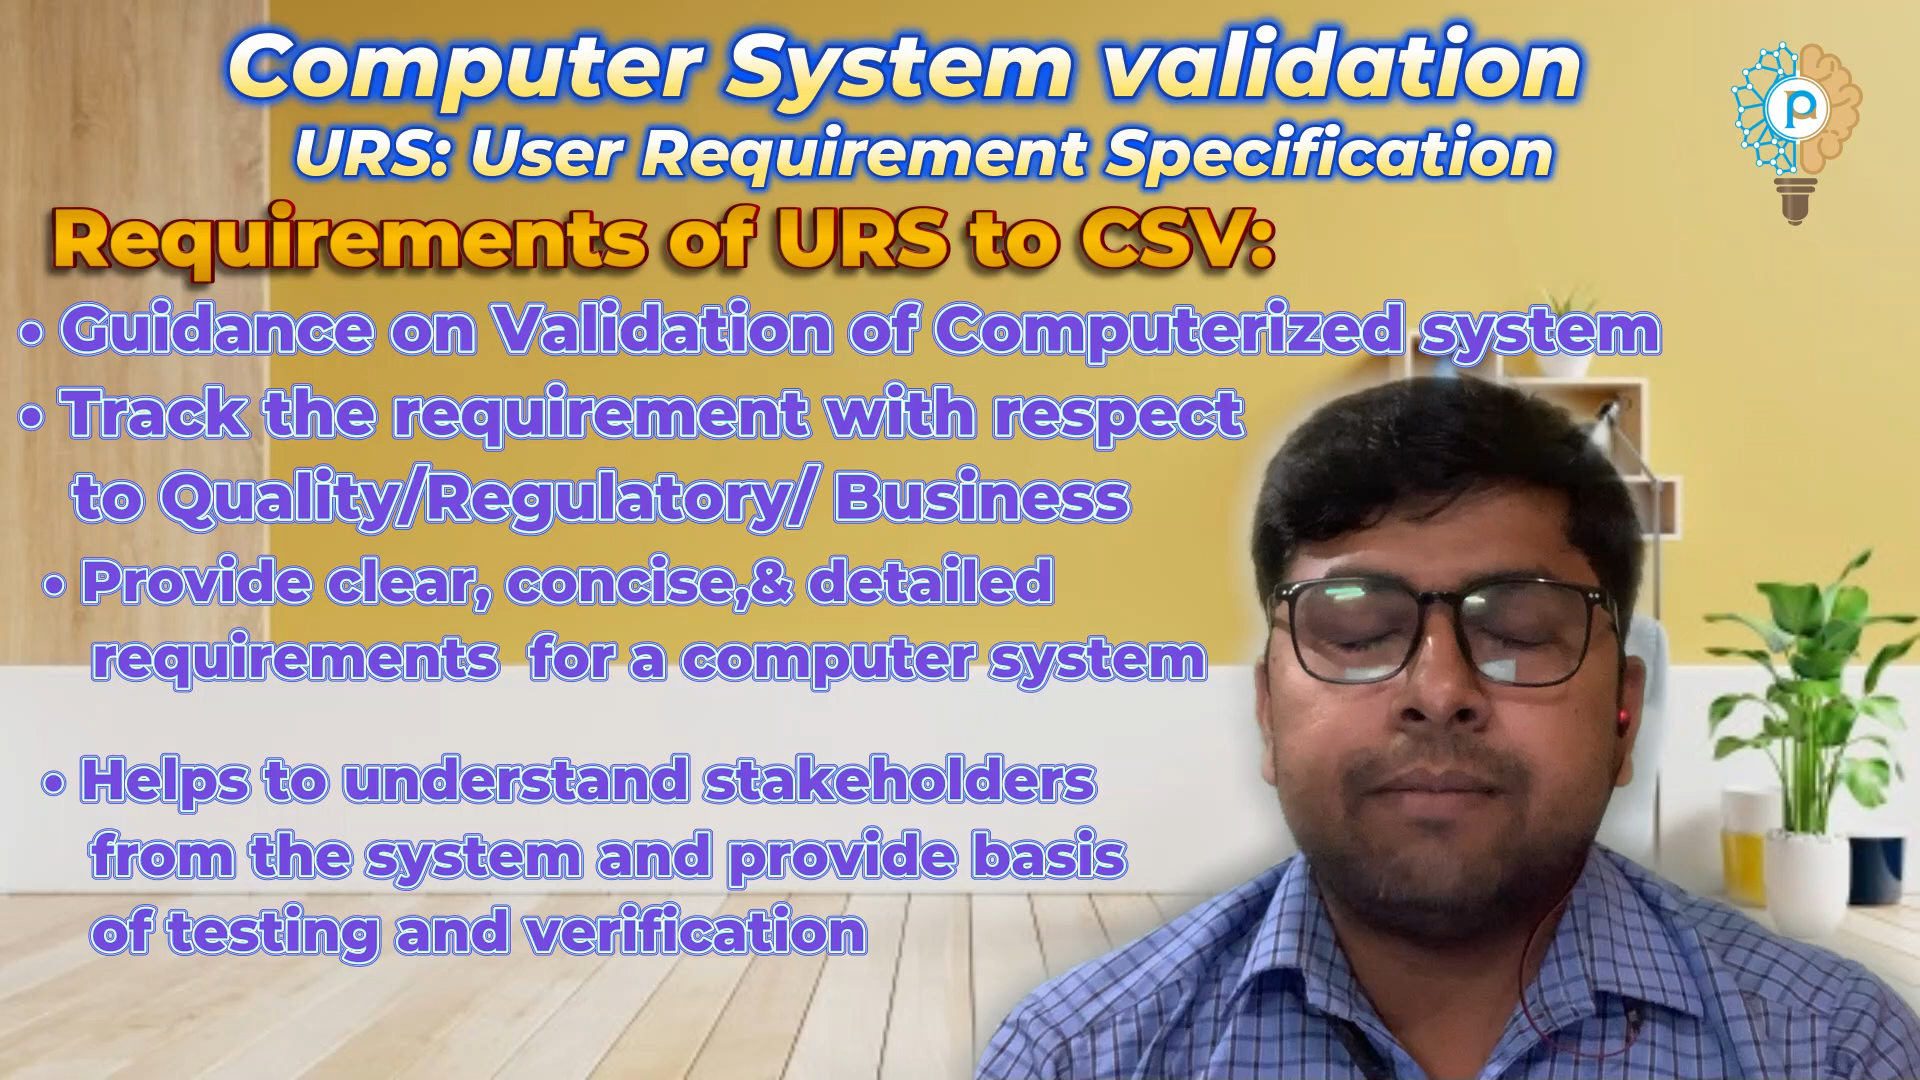 Computer System validation
URS: User Requirement Specification
Requirements of URS to CSV:
• Guidance on Validation of Computerized system
• Track the requirement with respect
to Quality/Regulatory/ Business
• Provide clear, concise,& detailed
requirements for a computer system
• Helps to understand stakeholders
from the system and provide basis
of testing and verification